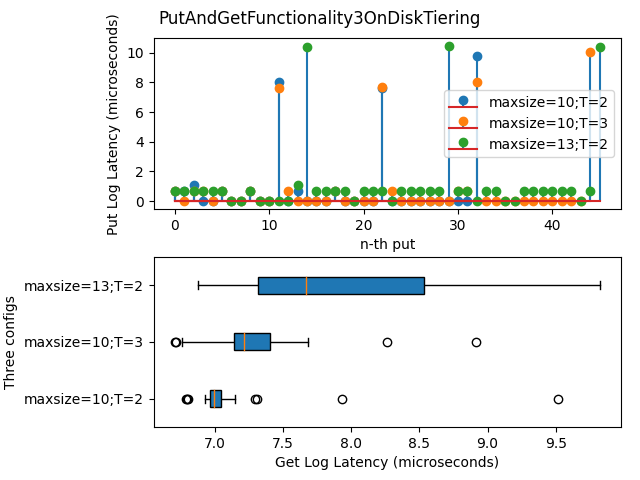 PutAndGetFunctionality3OnDiskTiering
Put Log Latency (microseconds)
10
8
6
4
2
0
maxsize=10;T=2
maxsize=10;T=3
maxsize=13;T=2
0 10 20 30 40
n-th put
Three configs
maxsize=13;T=2
maxsize=10;T=3
maxsize=10;T=2
7.0 7.5 8.0 8.5 9.0 9.5
Get Log Latency (microseconds)